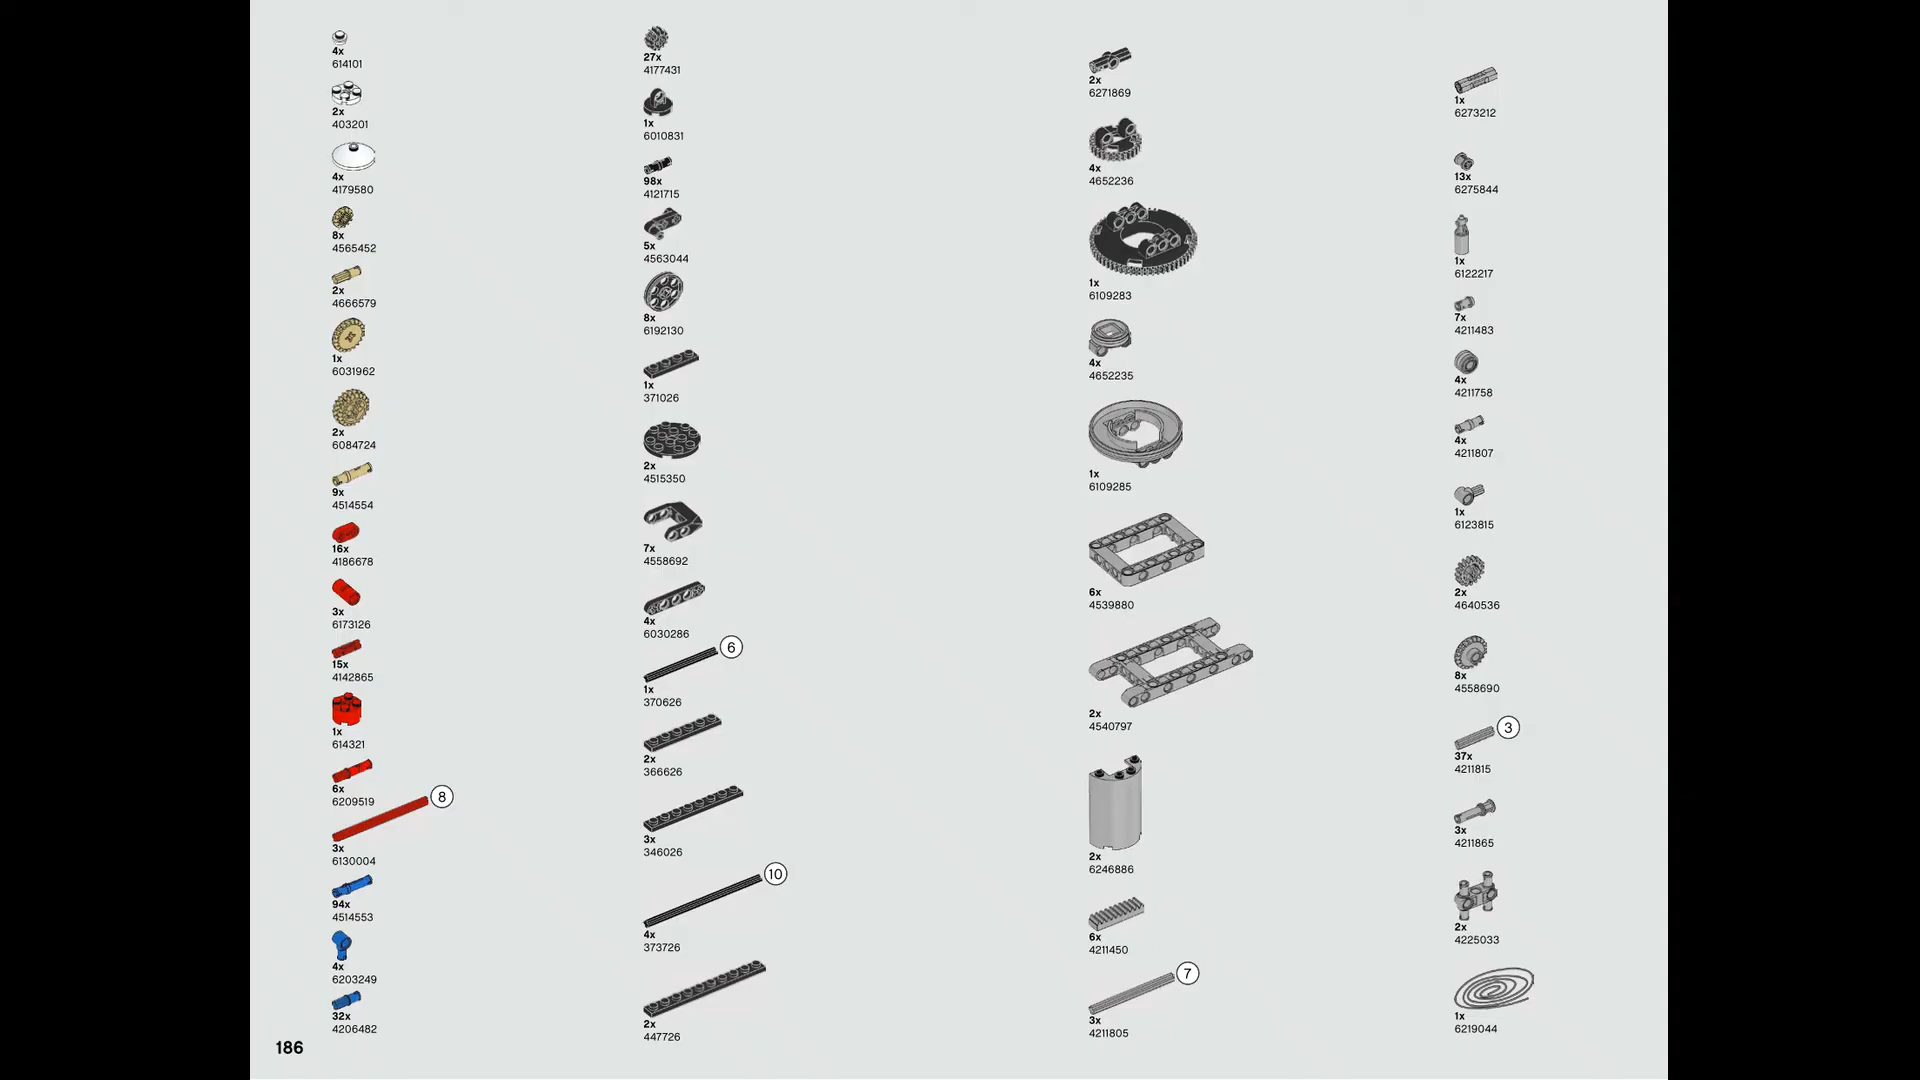 4x
614101
2x
403201
4x
4179580
8x
4565452
2x
4666579
1x
6031962
2x
6084724
9x
4514554
16x
4186678
3x
6173126
15x
4142865
1x
614321
6x
6209519
8
3x
6130004
94x
4514553
4x
6203249
32x
4206482
27x
4177431
1x
6010831
98x
4121715
5x
4563044
8x
6192130
1x
371026
2x
4515350
7x
4558692
4x
6030286
6
1x
370626
2x
366626
3x
346026
10
4x
373726
2x
447726
2x
6271869
4x
4652236
1x
6109283
4x
4652235
1x
6109285
6x
4539880
2x
4540797
2x
6246886
6x
4211450
7
3x
4211805
1x
6273212
13x
6275844
1x
6122217
7x
4211483
4x
4211758
4x
4211807
1x
6123815
2x
4640536
8x
4558690
3
37x
4211815
3x
4211865
2x
4225033
1x
6219044
186